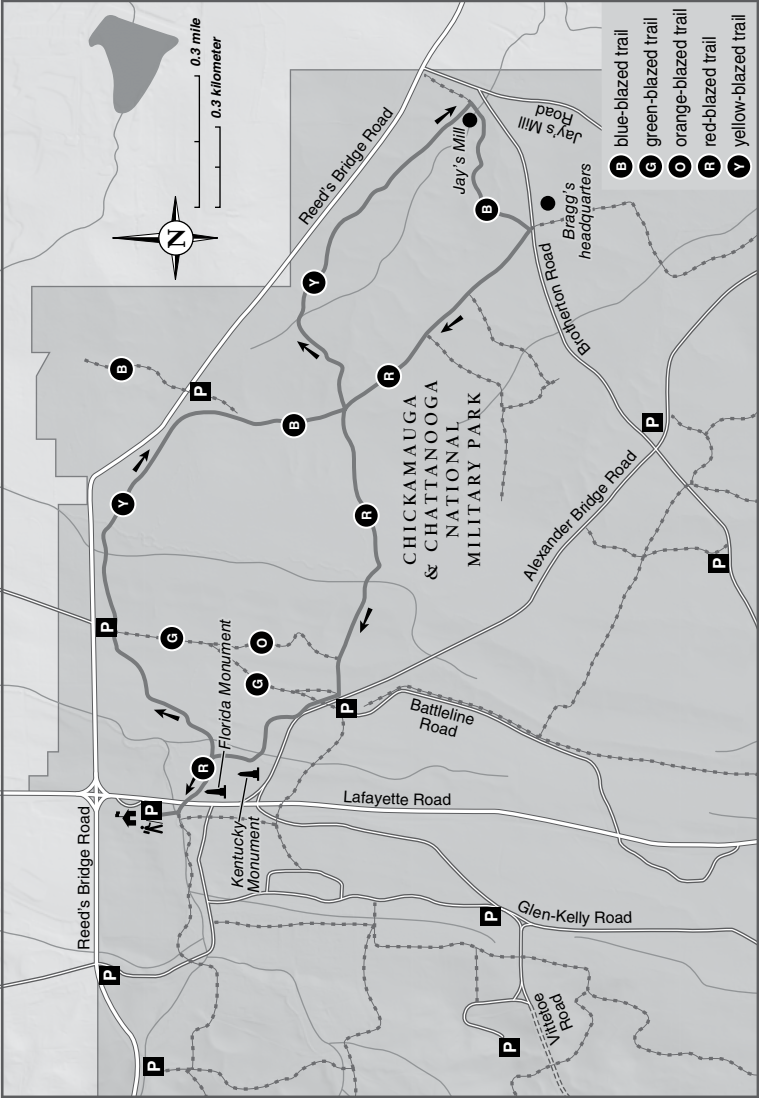 0.3 mile
0.3 kilometer
N
Reed's Bridge Road
Jay's Mill
Jay's Mill
Road
B
Bragg's
headquarters
Brotherton Road
B blue-blazed trail
G green-blazed trail
O orange-blazed trail
R red-blazed trail
Y yellow-blazed trail
Y
B
P
R
B
Y
CHICKAMAUGA
& CHATTANOOGA
NATIONAL
MILITARY PARK
R
P
Alexander Bridge Road
P
P
G
O
G
Florida Monument
P
Battleline
Road
R
P
Kentucky
Monument
Lafayette Road
Reed's Bridge Road
P
P
Glen-Kelly Road
P
P
Vittetoe
Road